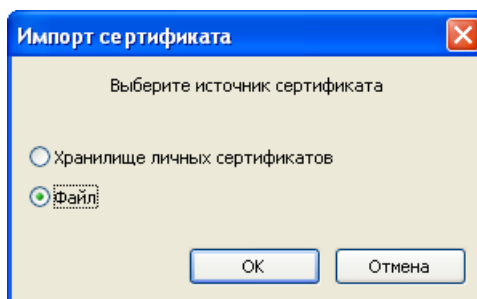 Импорт сертификата
Выберите источник сертификата
Хранилище личных сертификатов
Файл
OK
Отмена